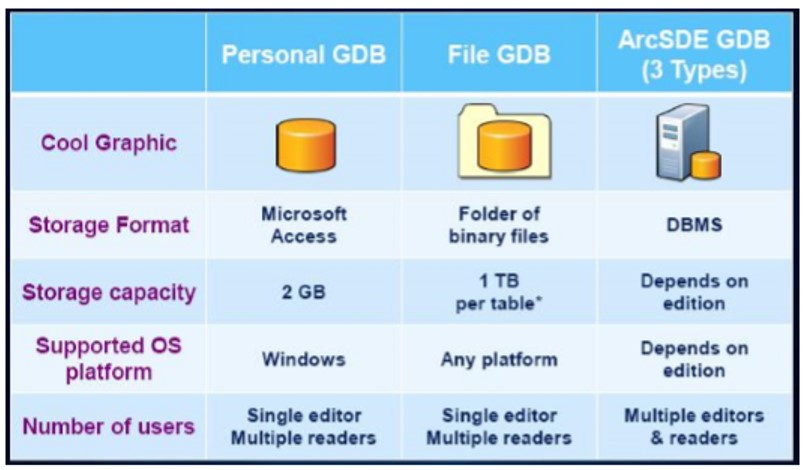 Personal GDB
File GDB
ArcSDE GDB
(3 Types)
Cool Graphic
Storage Format
Microsoft
Access
Folder of
binary files
DBMS
Storage capacity
2 GB
1 TB
per table*
Depends on
edition
Supported OS
platform
Windows
Any platform
Depends on
edition
Number of users
Single editor
Multiple readers
Single editor
Multiple readers
Multiple editors
& readers